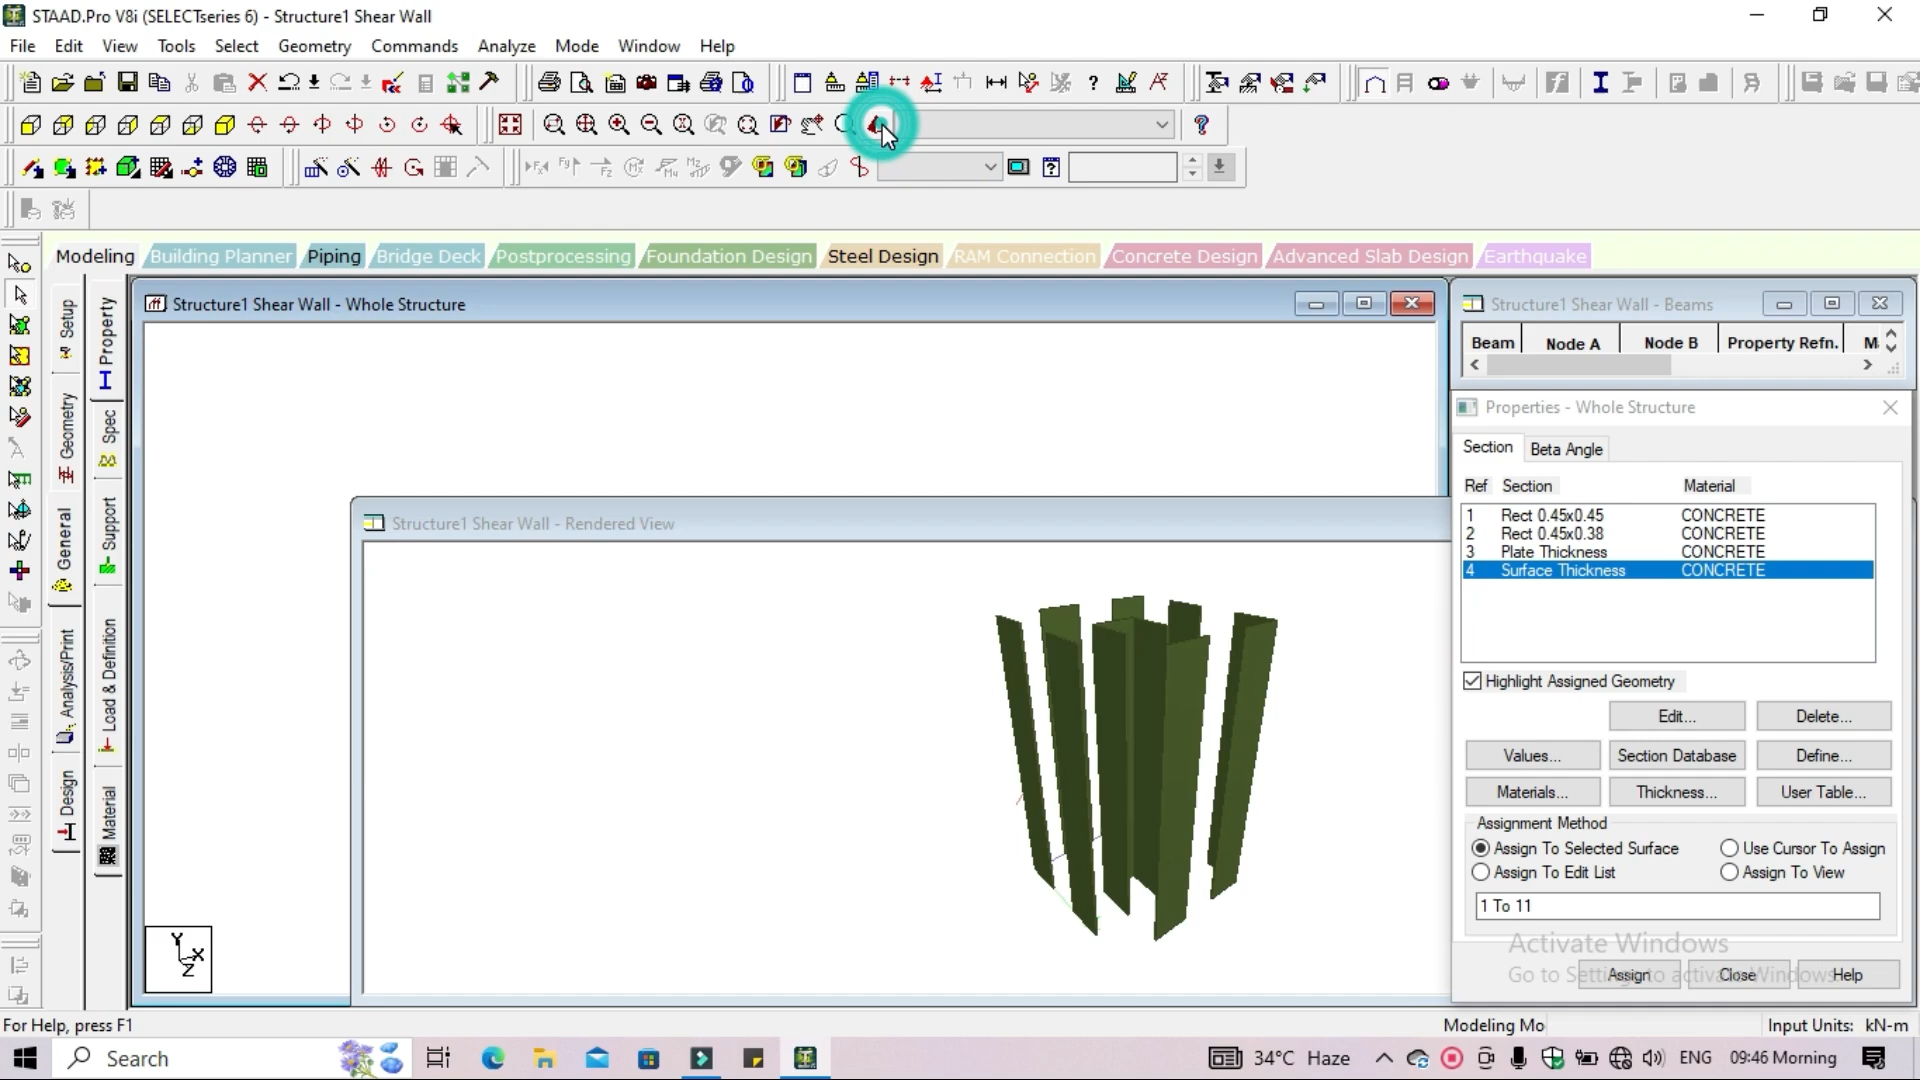 STAAD.Pro V8i (SELECTseries 6) - Structure1 Shear Wall
File Edit View Tools Select Geometry Commands Analyze Mode Window Help
Modeling Building Planner Piping Bridge Deck Postprocessing Foundation Design Steel Design RAM Connection Concrete Design Advanced Slab Design Earthquake
Setup
Geometry
General
Analysis/Print
Design
Property
Spec
Support
Load & Definition
Material
Structure1 Shear Wall - Whole Structure
Structure1 Shear Wall - Rendered View
Y
X
Z
Structure1 Shear Wall - Beams
Beam Node A Node B Property Refn.
Properties - Whole Structure
Section Beta Angle
Ref Section Material
1 Rect 0.45x0.45 CONCRETE
2 Rect 0.45x0.38 CONCRETE
3 Plate Thickness CONCRETE
4 Surface Thickness CONCRETE
Highlight Assigned Geometry
Edit... Delete...
Values... Section Database Define...
Materials... Thickness... User Table...
Assignment Method
Assign To Selected Surface Use Cursor To Assign
Assign To Edit List Assign To View
1 To 11
Activate Windows
Go to Settings to activate Windows.
Assign Close Help
For Help, press F1 Modeling Mo Input Units: kN-m
Search 34°C Haze ENG 09:46 Morning